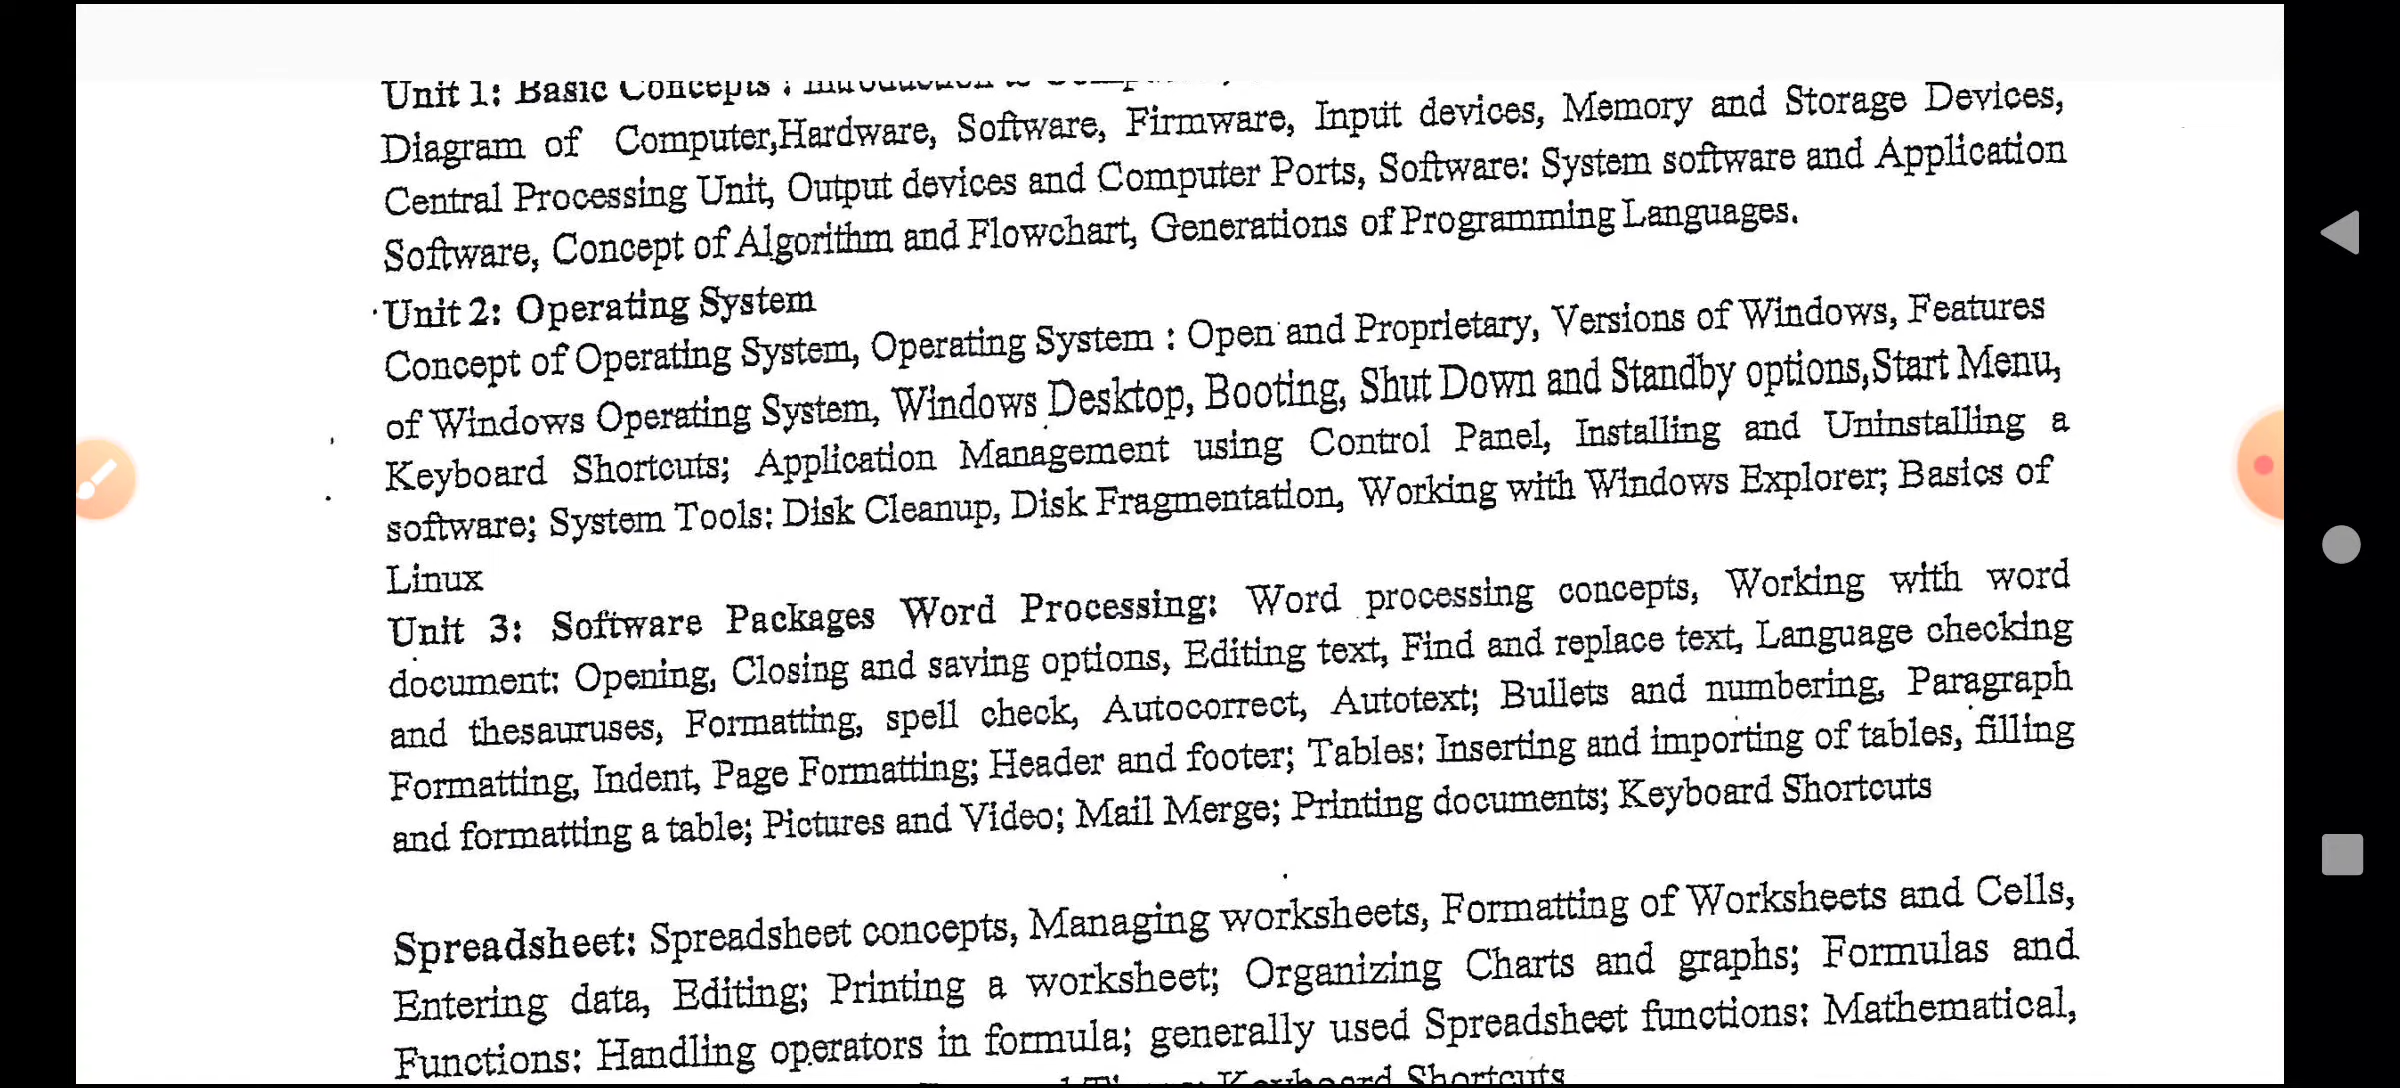 Unit 1: Basic Concepts : Introduction to
Diagram of Computer,Hardware, Software, Firmware, Input devices, Memory and Storage Devices,
Central Processing Unit, Output devices and Computer Ports, Software: System software and Application
Software, Concept of Algorithm and Flowchart, Generations of Programming Languages.
Unit 2: Operating System
Concept of Operating System, Operating System : Open and Proprietary, Versions of Windows, Features
of Windows Operating System, Windows Desktop, Booting, Shut Down and Standby options,Start Menu,
Keyboard Shortcuts; Application Management using Control Panel, Installing and Uninstalling a
software; System Tools: Disk Cleanup, Disk Fragmentation, Working with Windows Explorer; Basics of
Linux
Unit 3: Software Packages Word Processing: Word processing concepts, Working with word
document: Opening, Closing and saving options, Editing text, Find and replace text, Language checking
and thesauruses, Formatting, spell check, Autocorrect, Autotext; Bullets and numbering, Paragraph
Formatting, Indent, Page Formatting; Header and footer; Tables: Inserting and importing of tables, filling
and formatting a table; Pictures and Video; Mail Merge; Printing documents; Keyboard Shortcuts
Spreadsheet: Spreadsheet concepts, Managing worksheets, Formatting of Worksheets and Cells,
Entering data, Editing; Printing a worksheet; Organizing Charts and graphs; Formulas and
Functions: Handling operators in formula; generally used Spreadsheet functions: Mathematical,
Keyboard Shortcuts